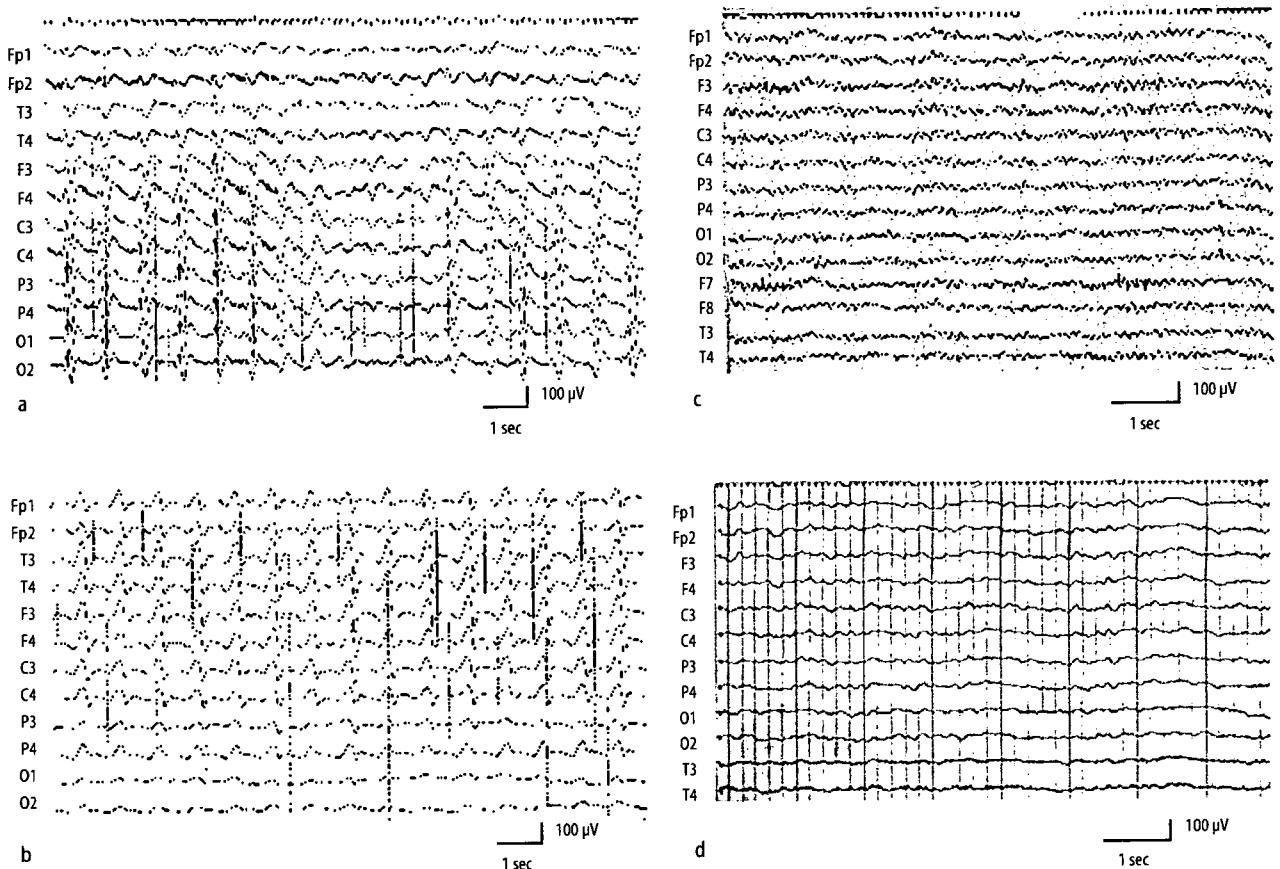 Fp1
Fp2
T3
T4
F3
F4
C3
C4
P3
P4
O1
O2
a
100 µV
1 sec
Fp1
Fp2
F3
F4
C3
C4
P3
P4
O1
O2
F7
F8
T3
T4
c
100 µV
1 sec
Fp1
Fp2
T3
T4
F3
F4
C3
C4
P3
P4
O1
O2
b
100 µV
1 sec
Fp1
Fp2
F3
F4
C3
C4
P3
P4
O1
O2
T3
T4
d
100 µV
1 sec